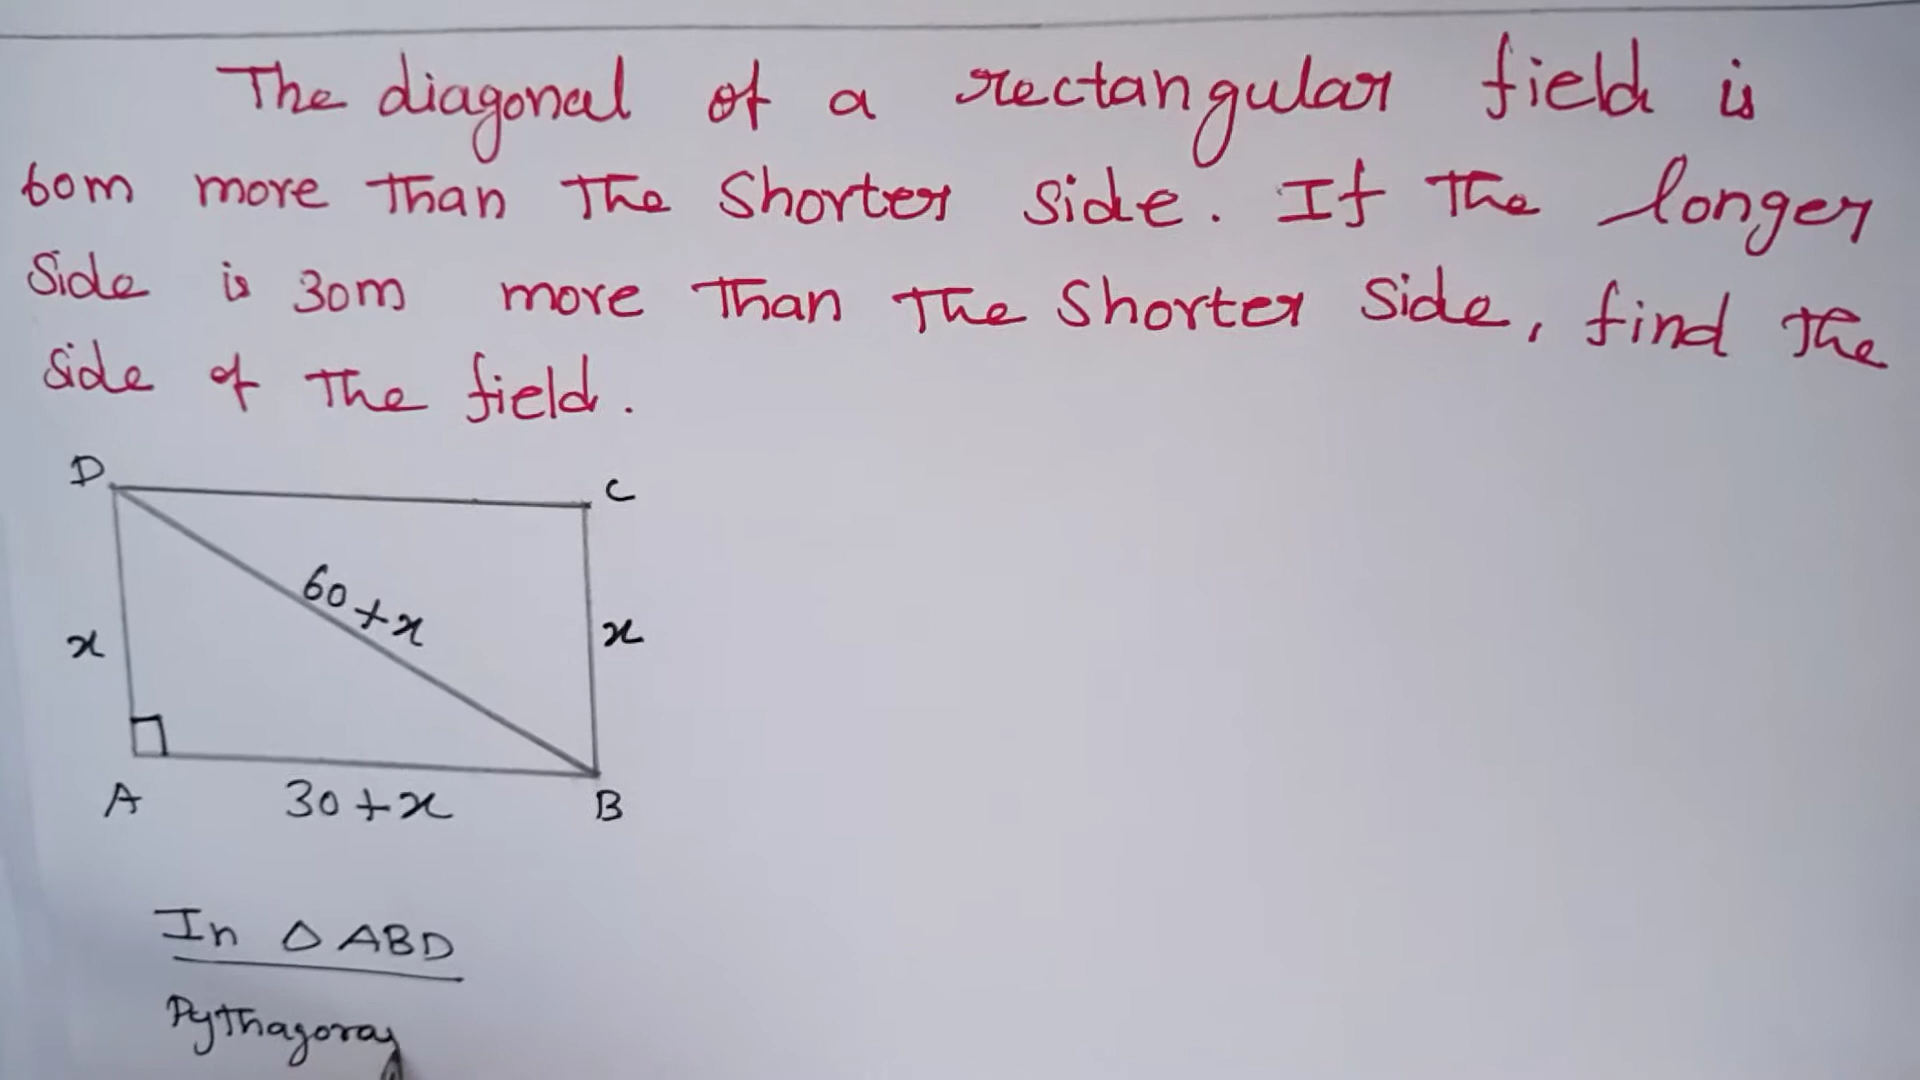 The diagonal of a rectangular field is
60m more than the shorter side. If the longer
side is 30m more than the shorter side, find the
side of the field.
D
C
60+x
x
x
A
30+x
B
In △ ABD
Pythagoras